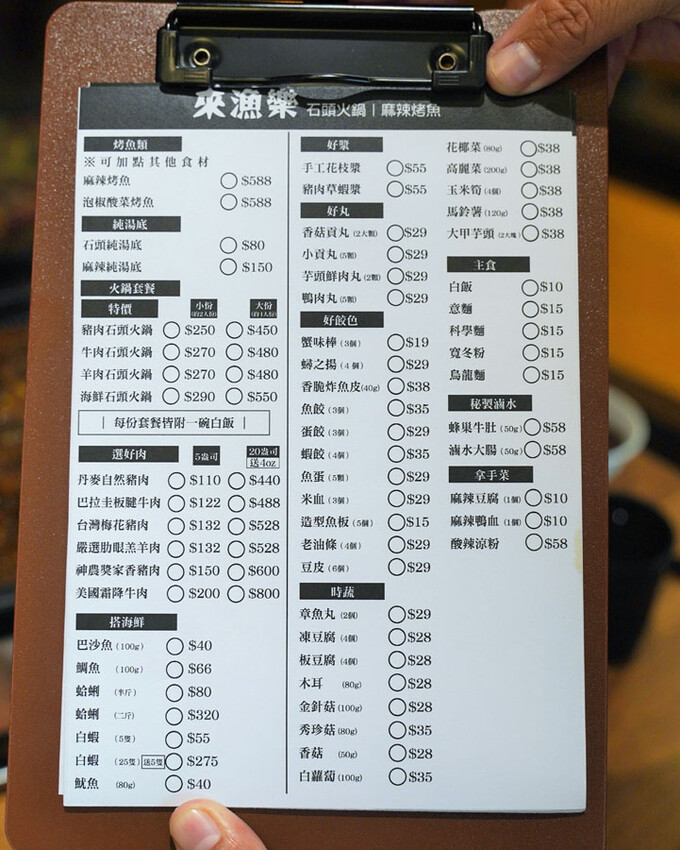 來漁樂 石頭火鍋|麻辣烤魚
烤魚類
※可加點其他食材
麻辣烤魚 $588
泡椒酸菜烤魚 $588
純湯底
石頭純湯底 $80
麻辣純湯底 $150
火鍋套餐
特價 小份 大份
豬肉石頭火鍋 $250 $450
牛肉石頭火鍋 $270 $480
羊肉石頭火鍋 $270 $480
海鮮石頭火鍋 $290 $550
| 每份套餐皆附一碗白飯 |
選好肉 5盎司 20盎司 送4oz
丹麥自然豬肉 $110 $440
巴拉圭板腱牛肉 $122 $488
台灣梅花豬肉 $132 $528
嚴選肋眼羔羊肉 $132 $528
神農獎家香豬肉 $150 $600
美國霜降牛肉 $200 $800
搭海鮮
巴沙魚 (100g) $40
鯛魚 (100g) $66
蛤蜊 (半斤) $80
蛤蜊 (二斤) $320
白蝦 (5隻) $55
白蝦 (25隻) 送5隻 $275
魷魚 (80g) $40
好漿
手工花枝漿 $55
豬肉草蝦漿 $55
好丸
香菇貢丸 (2大顆) $29
小貢丸 (5顆) $29
芋頭鮮肉丸 (2顆) $29
鴨肉丸 (5顆) $29
好餃色
蟹味棒 (3個) $19
蟳之揚 (4個) $29
香脆炸魚皮 (40g) $38
魚餃 (3個) $35
蛋餃 (3個) $29
蝦餃 (4個) $35
魚蛋 (5顆) $29
米血 (3個) $29
造型魚板 (5個) $15
老油條 (4個) $29
豆皮 (6個) $29
時蔬
章魚丸 (2個) $29
凍豆腐 (4個) $28
板豆腐 (4個) $28
木耳 (80g) $28
金針菇 (100g) $28
秀珍菇 (80g) $35
香菇 (50g) $28
白蘿蔔 (100g) $35
花椰菜 (80g) $38
高麗菜 (200g) $38
玉米筍 (4個) $38
馬鈴薯 (120g) $38
大甲芋頭 (2大塊) $38
主食
白飯 $10
意麵 $15
科學麵 $15
寬冬粉 $15
烏龍麵 $15
秘製滷水
蜂巢牛肚 (50g) $58
滷水大腸 (50g) $58
拿手菜
麻辣豆腐 (1個) $10
麻辣鴨血 (1個) $10
酸辣涼粉 $58